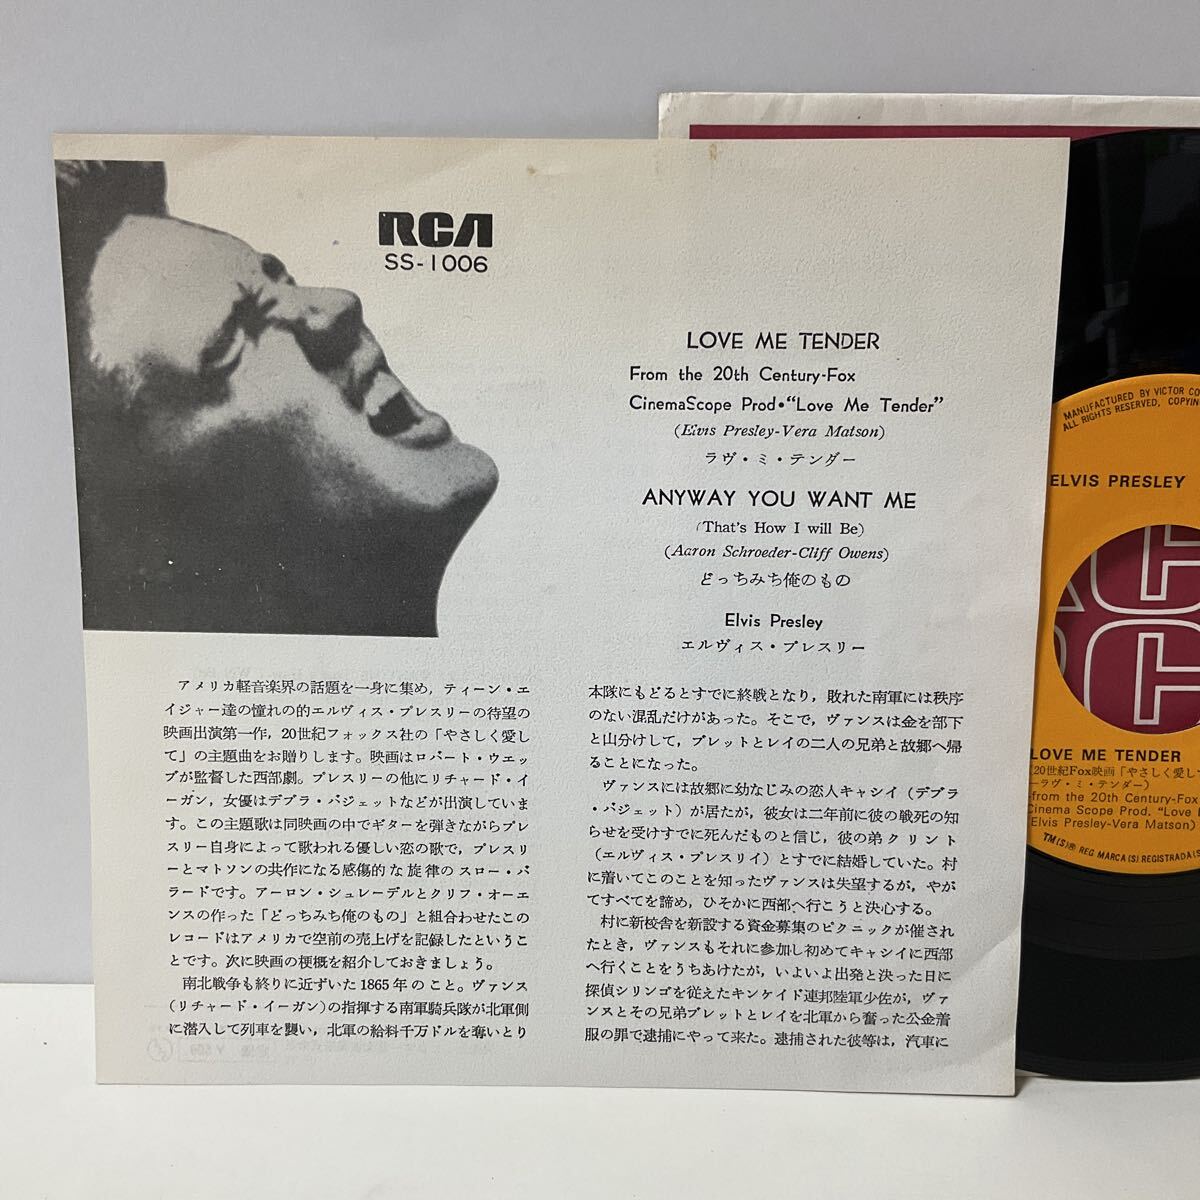 RCA
SS-1006
LOVE ME TENDER
From the 20th Century-Fox
CinemaScope Prod•"Love Me Tender"
(Elvis Presley-Vera Matson)
ラヴ・ミ・テンダー
ANYWAY YOU WANT ME
(That's How I will Be)
(Aaron Schroeder-Cliff Owens)
どっちみち俺のもの
Elvis Presley
エルヴィス・プレスリー
アメリカ軽音楽界の話題を一身に集め，ティーン・エ
イジャー達の憧れの的エルヴィス・プレスリーの待望の
映画出演第一作，20世紀フォックス社の「やさしく愛し
て」の主題曲をお贈りします。映画はロバート・ウエッ
ブが監督した西部劇。プレスリーの他にリチャード・イ
ーガン，女優はデブラ・パジェットなどが出演していま
す。この主題歌は同映画の中でギターを弾きながらプレ
スリー自身によって歌われる優しい恋の歌で，プレスリ
ーとマトソンの共作になる感傷的な旋律のスロー・バ
ラードです。アーロン・シュレーデルとクリフ・オーエ
ンスの作った「どっちみち俺のもの」と組合わせたこの
レコードはアメリカで空前の売上げを記録したというこ
とです。次に映画の梗概を紹介しておきましょう。
南北戦争も終りに近ずいた1865年のこと。ヴァンス
(リチャード・イーガン)の指揮する南軍騎兵隊が北軍側
に潜入して列車を襲い，北軍の給料千万ドルを奪いとり
本隊にもどるとすでに終戦となり，敗れた南軍には秩序
のない混乱だけがあった。そこで，ヴァンスは金を部下
と山分けして，ブレットとレイの二人の兄弟と故郷へ帰
ることになった。
ヴァンスには故郷に幼なじみの恋人キャシイ（デブラ
・パジェット）が居たが，彼女は二年前に彼の戦死の知
らせを受けすでに死んだものと信じ，彼の弟クリント
（エルヴィス・プレスリイ）とすでに結婚していた。村
に着いてこのことを知ったヴァンスは失望するが，やが
てすべてを諦め，ひそかに西部へ行こうと決心する。
村に新校舎を新設する資金募集のピクニックが催され
たとき，ヴァンスもそれに参加し初めてキャシイに西部
へ行くことをうちあけたが，いよいよ出発と決った日に
探偵シリンゴを従えたキンケイド連邦陸軍少佐が，ヴァ
ンスとその兄弟ブレットとレイを北軍から奪った公金着
服の罪で逮捕にやって来た。逮捕された彼等は，汽車に
MANUFACTURED BY VICTOR CO
ALL RIGHTS RESERVED, COPYIN
ELVIS PRESLEY
LOVE ME TENDER
20世紀Fox映画「やさしく愛して
ーラヴ・ミ・テンダー)
from the 20th Century-Fox
Cinema Scope Prod. "Love
Elvis Presley-Vera Matson)
TM(S)® REG MARCA(S) REGISTRADA(S